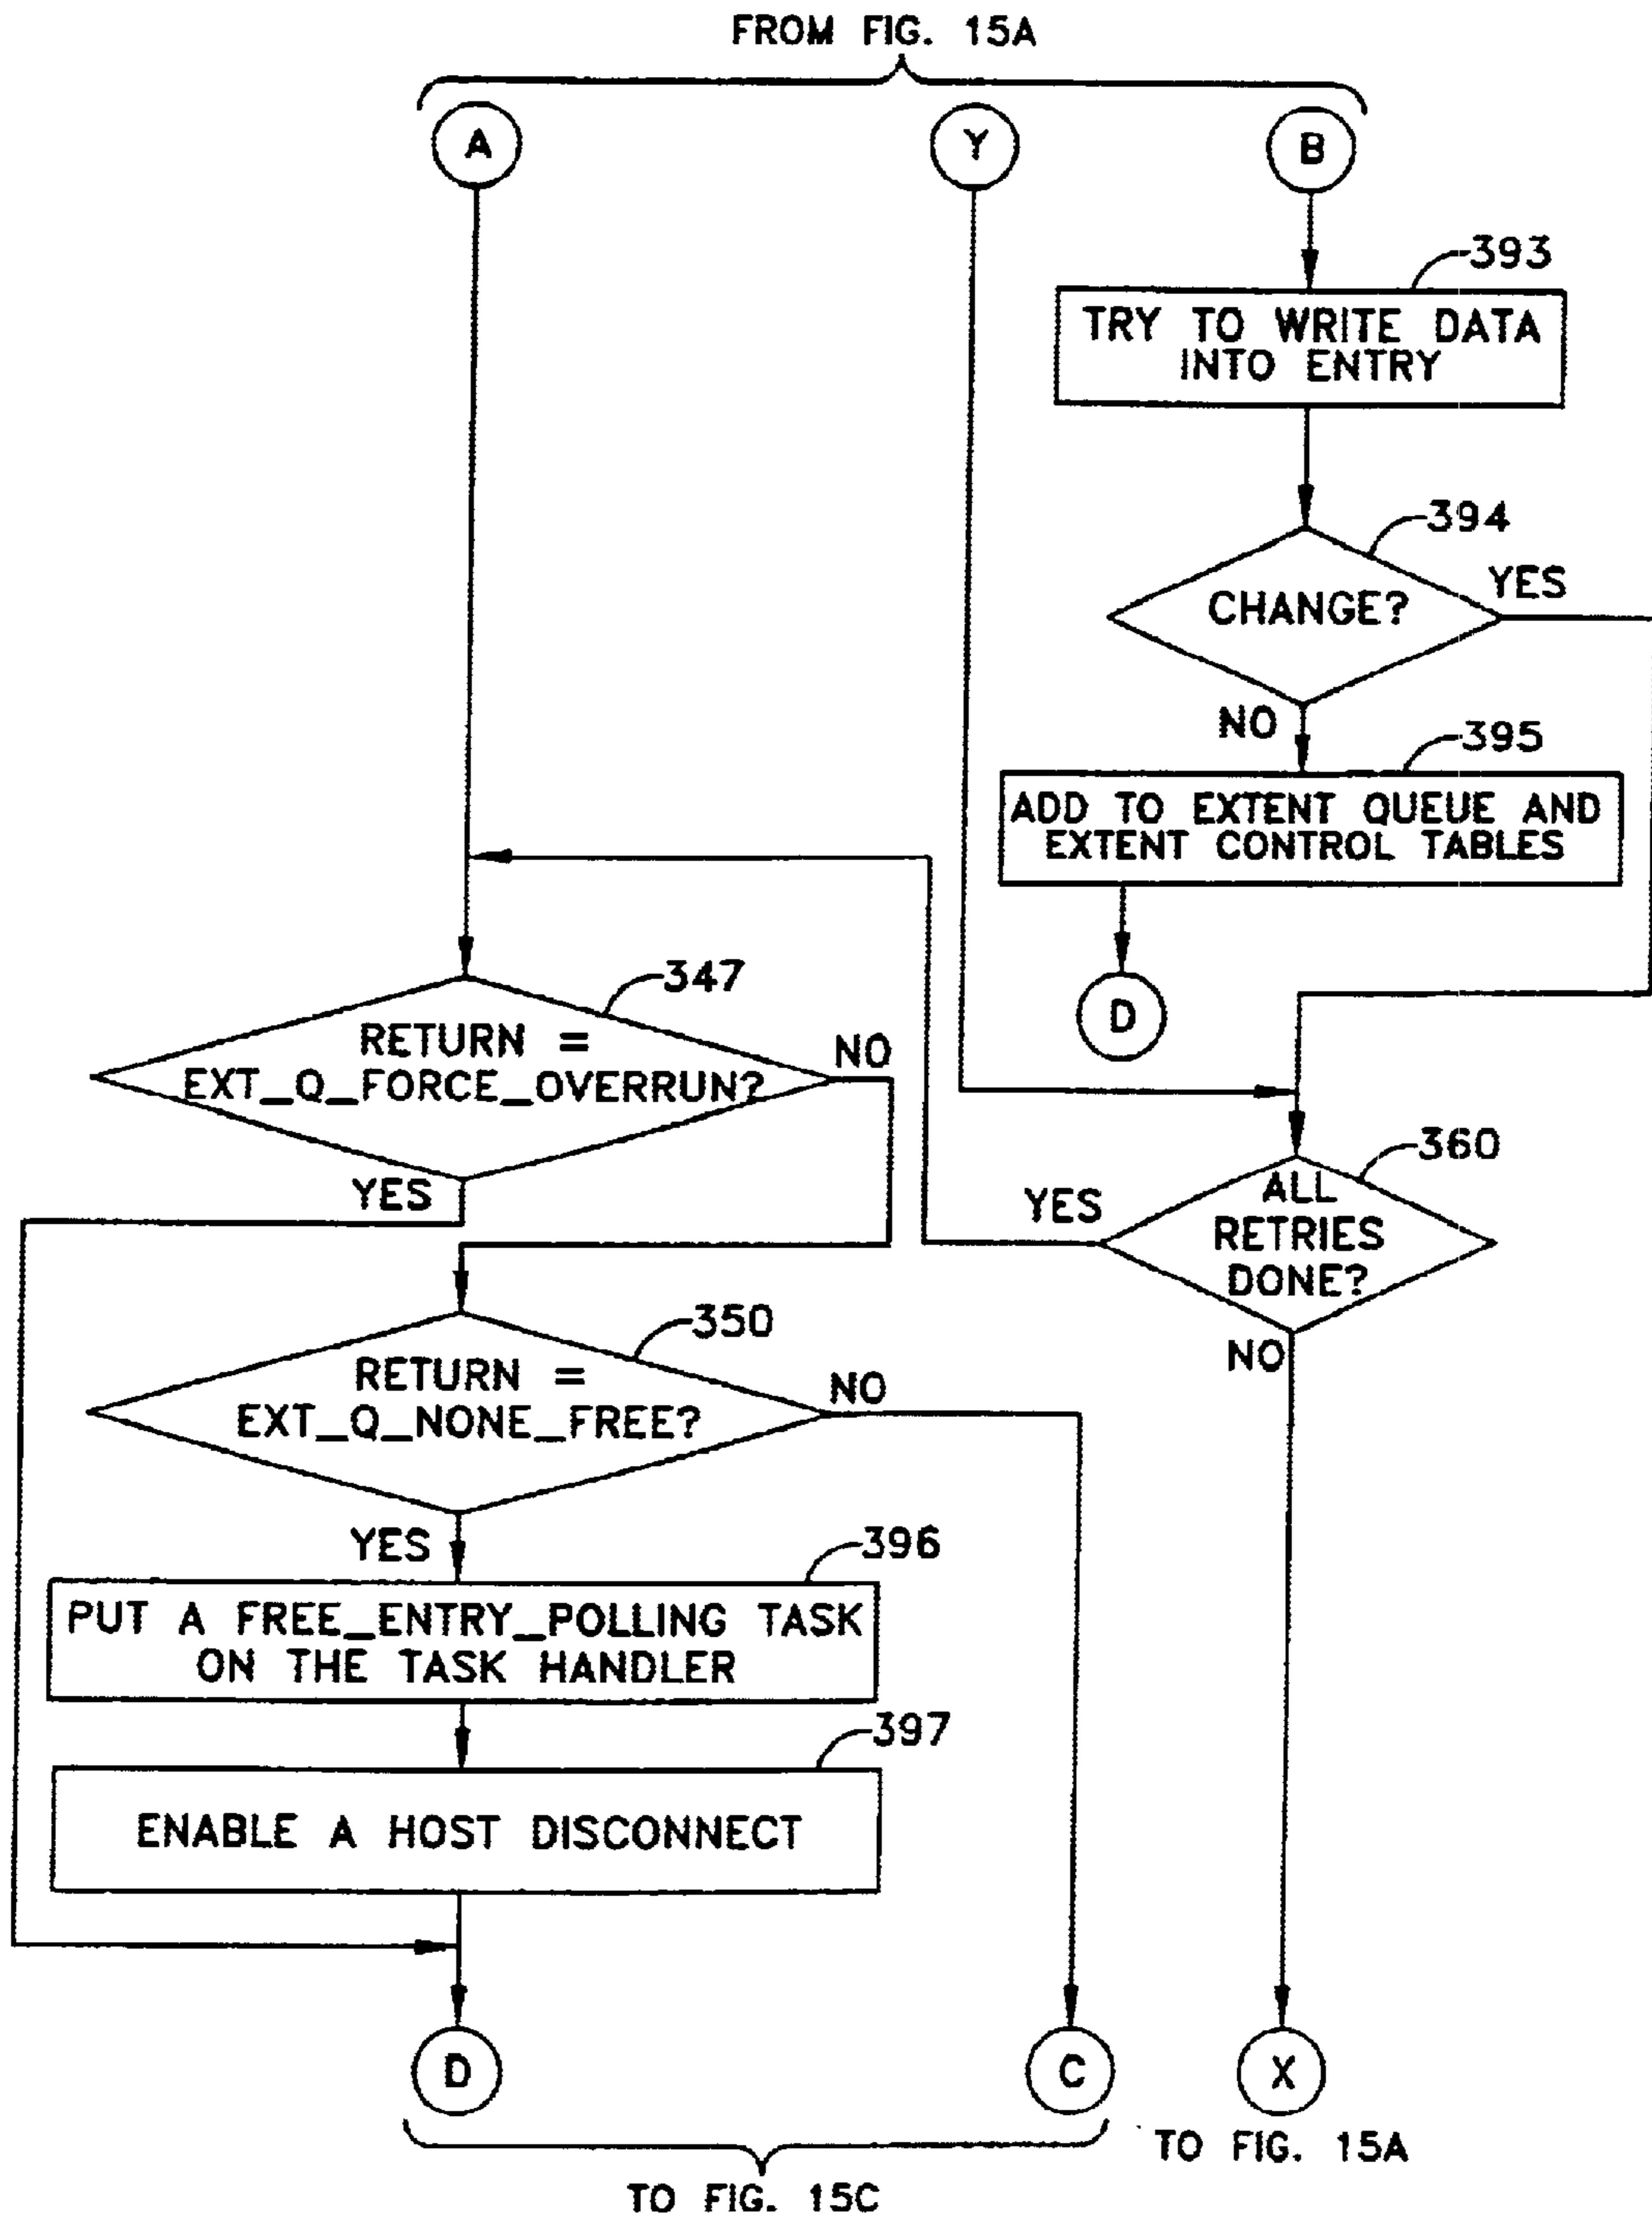 FROM FIG. 15A
A
Y
B
393
TRY TO WRITE DATA
INTO ENTRY
394
CHANGE?
YES
NO
395
ADD TO EXTENT QUEUE AND
EXTENT CONTROL TABLES
D
347
RETURN =
EXT_Q_FORCE_OVERRUN?
NO
YES
360
ALL
RETRIES
DONE?
YES
NO
350
RETURN =
EXT_Q_NONE_FREE?
NO
YES
396
PUT A FREE_ENTRY_POLLING TASK
ON THE TASK HANDLER
397
ENABLE A HOST DISCONNECT
D
C
X
TO FIG. 15A
TO FIG. 15C